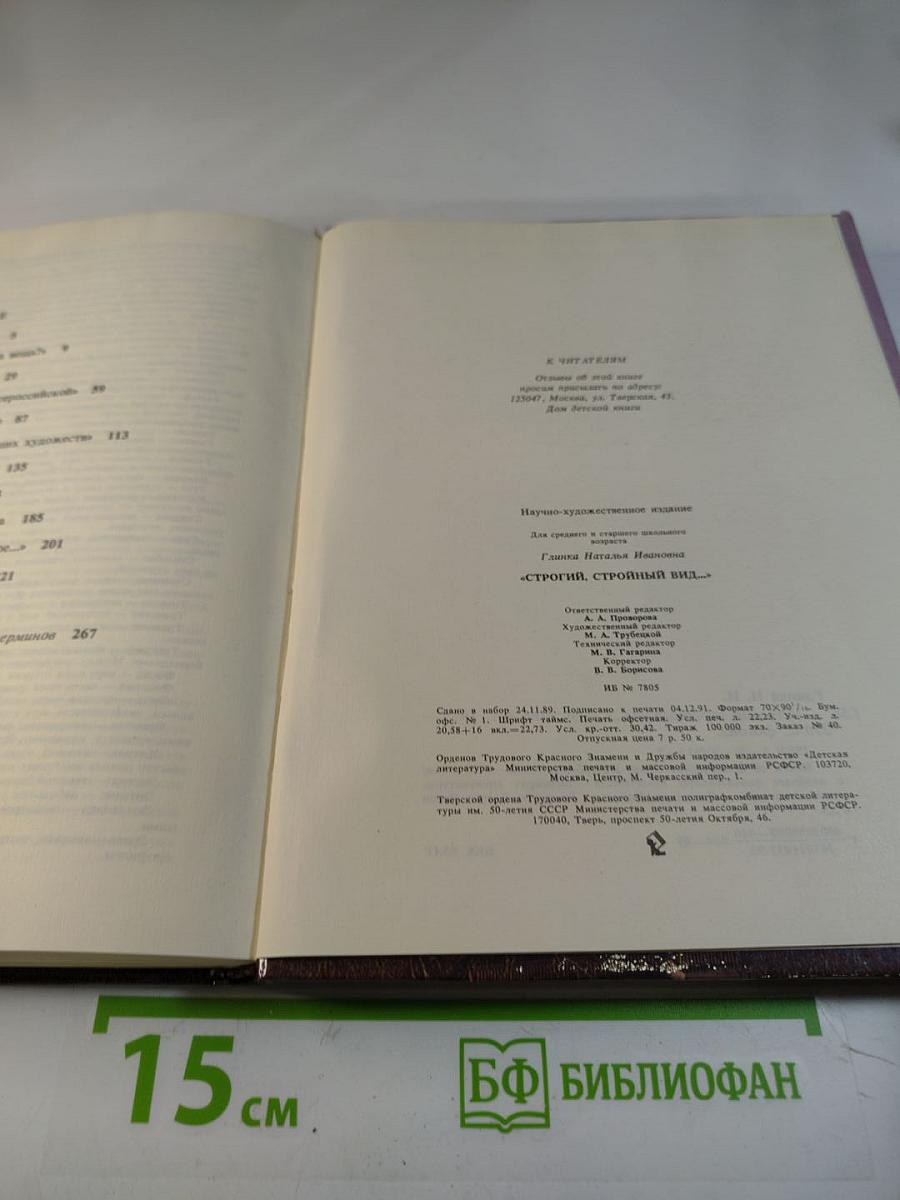 5
9
29
59
87
художеств» 113
135
185
201
267
К ЧИТАТЕЛЯМ
Отзывы об этой книге
просим присылать по адресу:
125047, Москва, ул. Тверская, 43.
Дом детской книги
Научно-художественное издание
Для среднего и старшего школьного
возраста
Глинка Наталья Ивановна
«СТРОГИЙ, СТРОЙНЫЙ ВИД...»
Ответственный редактор
А. А. Проворова
Художественный редактор
М. А. Трубецкой
Технический редактор
М. В. Гагарина
Корректор
В. В. Борисова
ИБ № 7805
Сдано в набор 24.11.89. Подписано к печати 04.12.91. Формат 70×90¹/₁₆. Бум.
офс. № 1. Шрифт таймс. Печать офсетная. Усл. печ. л. 22,23. Уч.-изд. л.
20,58+16 вкл.=22,73. Усл. кр.-отт. 30,42. Тираж 100 000 экз. Заказ № 40.
Отпускная цена 7 р. 50 к.
Орденов Трудового Красного Знамени и Дружбы народов издательство «Детская
литература» Министерства печати и массовой информации РСФСР. 103720,
Москва, Центр, М. Черкасский пер., 1.
Тверской ордена Трудового Красного Знамени полиграфкомбинат детской литера-
туры им. 50-летия СССР Министерства печати и массовой информации РСФСР.
170040, Тверь, проспект 50-летия Октября, 46.
15 см
БФ БИБЛИОФАН